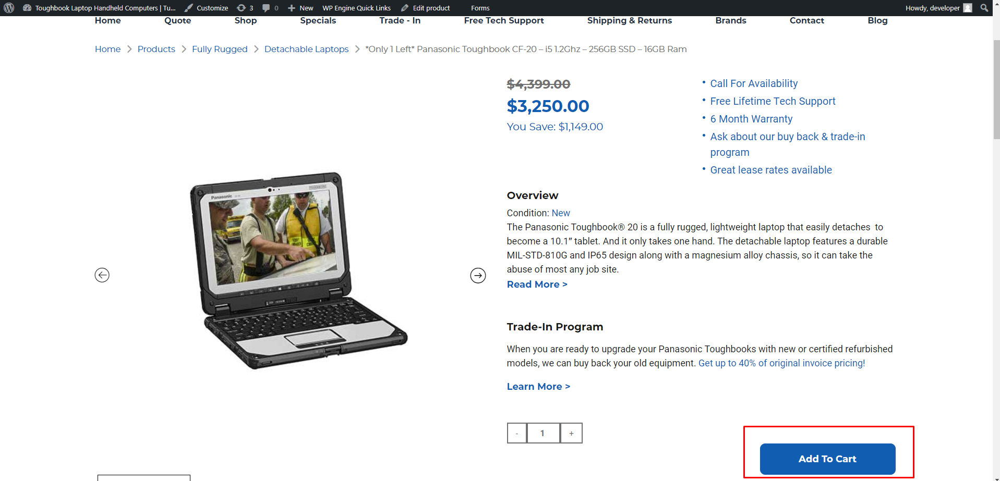 Toughbook Laptop Handheld Computers | Tu... Customize 3 0 New WP Engine Quick Links Edit product Forms Howdy, developer
Home Quote Shop Specials Trade - In Free Tech Support Shipping & Returns Brands Contact Blog
Home > Products > Fully Rugged > Detachable Laptops > *Only 1 Left* Panasonic Toughbook CF-20 – i5 1.2Ghz – 256GB SSD – 16GB Ram
$4,399.00
$3,250.00
You Save: $1,149.00
• Call For Availability
• Free Lifetime Tech Support
• 6 Month Warranty
• Ask about our buy back & trade-in
program
• Great lease rates available
Panasonic
Overview
Condition: New
The Panasonic Toughbook® 20 is a fully rugged, lightweight laptop that easily detaches to
become a 10.1″ tablet. And it only takes one hand. The detachable laptop features a durable
MIL-STD-810G and IP65 design along with a magnesium alloy chassis, so it can take the
abuse of most any job site.
Read More >
Trade-In Program
When you are ready to upgrade your Panasonic Toughbooks with new or certified refurbished
models, we can buy back your old equipment. Get up to 40% of original invoice pricing!
Learn More >
- 1 +
Add To Cart